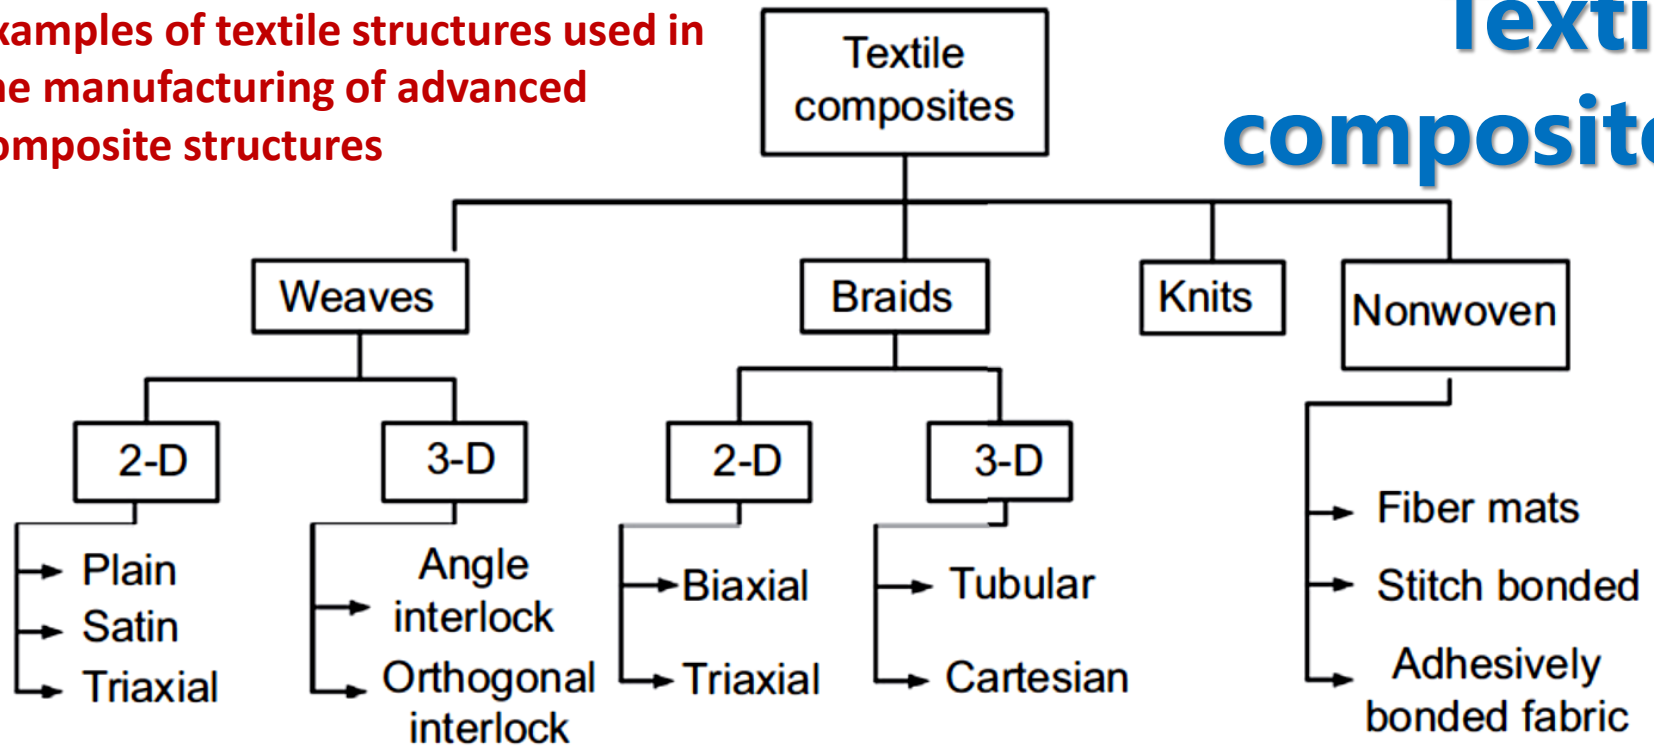 xamples of textile structures used in
he manufacturing of advanced
omposite structures
Texti
composite
Textile
composites
Weaves
Braids
Knits
Nonwoven
2-D
3-D
2-D
3-D
Plain
Satin
Triaxial
Angle
interlock
Orthogonal
interlock
Biaxial
Triaxial
Tubular
Cartesian
Fiber mats
Stitch bonded
Adhesively
bonded fabric